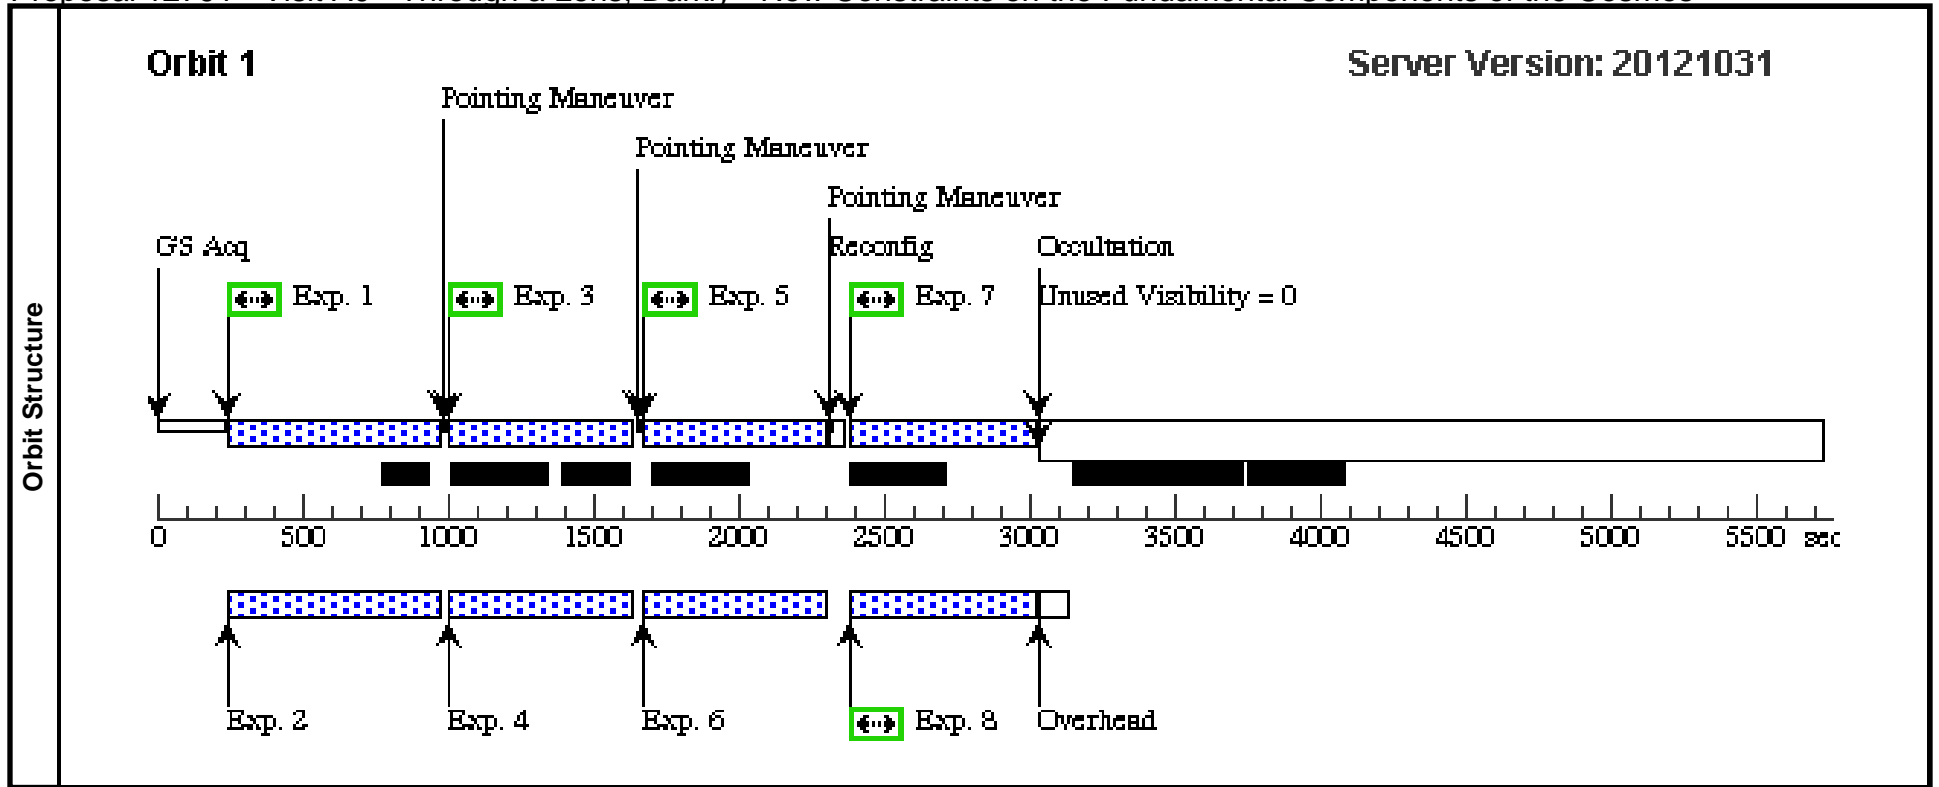 Orbit 1
Server Version: 20121031
Pointing Maneuver
Pointing Maneuver
Pointing Maneuver
GS Acq
Reconfig
Occultation
Exp. 1
Exp. 3
Exp. 5
Exp. 7
Unused Visibility = 0
Orbit Structure
0 500 1000 1500 2000 2500 3000 3500 4000 4500 5000 5500 sec
Exp. 2
Exp. 4
Exp. 6
Exp. 8
Overhead